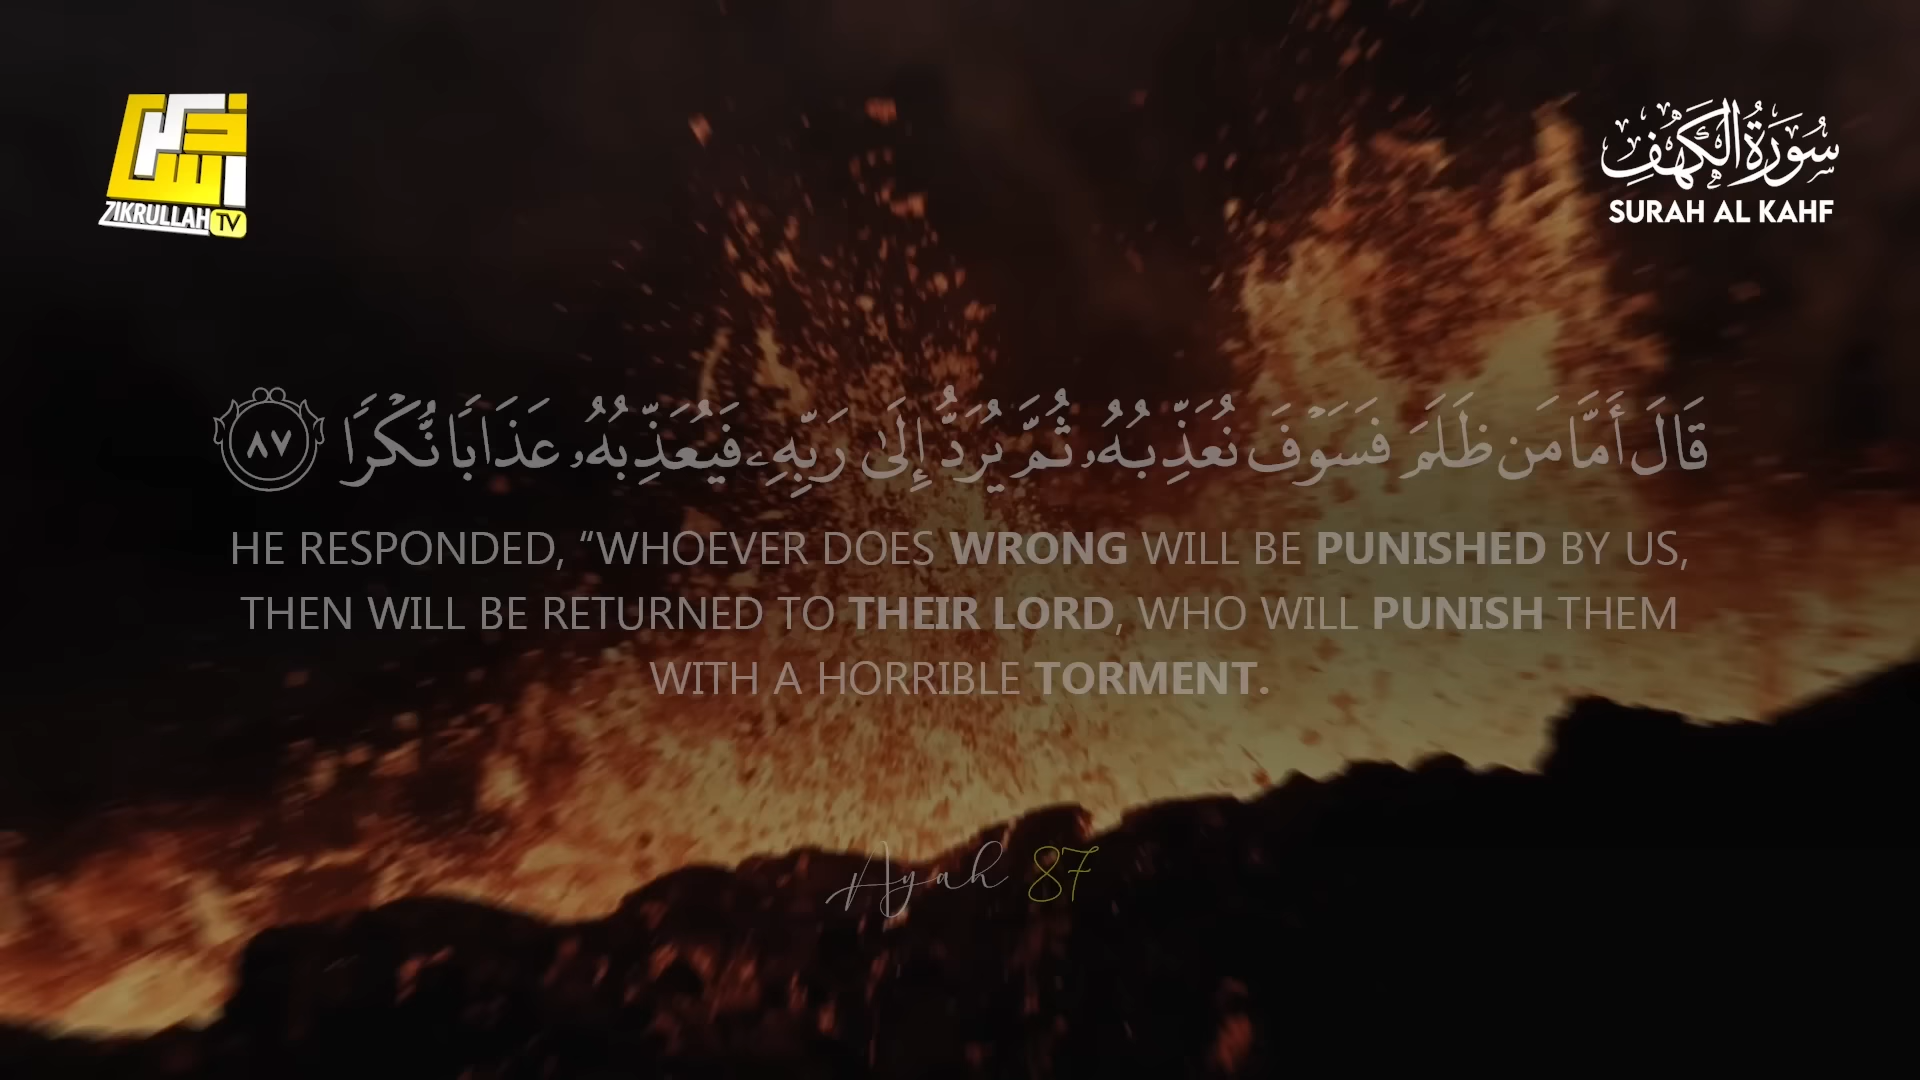 ZIKRULLAH TV
سُورَةُ الْكَهْفِ
SURAH AL KAHF
قَالَ أَمَّا مَن ظَلَمَ فَسَوْفَ نُعَذِّبُهُۥ ثُمَّ يُرَدُّ إِلَىٰ رَبِّهِۦ فَيُعَذِّبُهُۥ عَذَابًا نُّكْرًا ٨٧
HE RESPONDED, “WHOEVER DOES WRONG WILL BE PUNISHED BY US,
THEN WILL BE RETURNED TO THEIR LORD, WHO WILL PUNISH THEM
WITH A HORRIBLE TORMENT.
Ayah 87